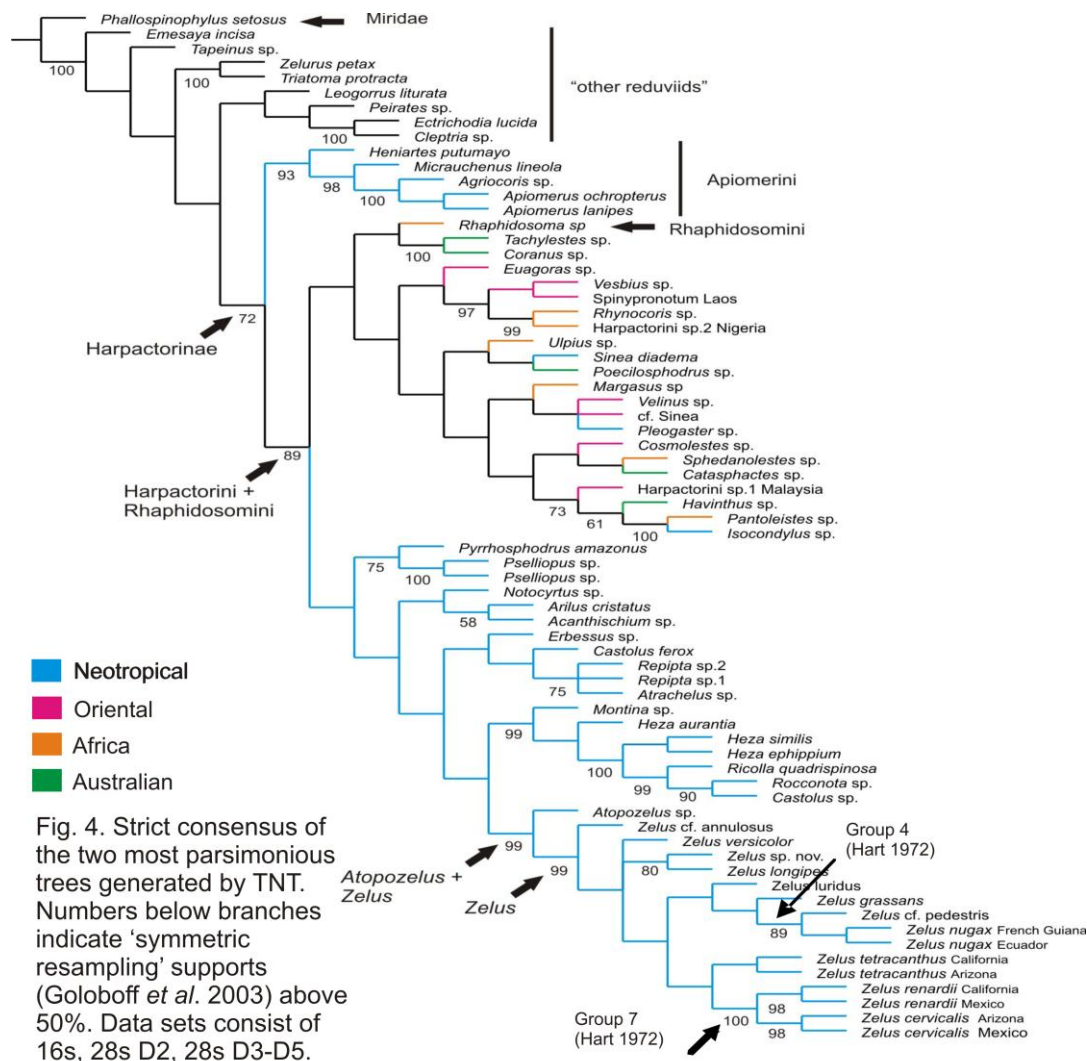 Phallospinophylus setosus
Miridae
Emesaya incisa
Tapeinus sp.
100
Zelurus petax
100
Triatoma protracta
Leogorrus liturata
"other reduviids"
Peirates sp.
Ectrichodia lucida
100
Cleptria sp.
Heniartes putumayo
93
Micrauchenus lineola
98
Agriocoris sp.
Apiomerini
100
Apiomerus ochropterus
Apiomerus lanipes
Rhaphidosoma sp
Rhaphidosomini
100
Tachylestes sp.
Coranus sp.
Euagoras sp.
Vesbius sp.
97
Spinypronotum Laos
Rhynocoris sp.
99
Harpactorini sp.2 Nigeria
72
Harpactorinae
Ulpius sp.
Sinea diadema
Poecilosphodrus sp.
Margasus sp
Velinus sp.
cf. Sinea
Pleogaster sp.
Cosmolestes sp.
89
Sphedanolestes sp.
Catasphactes sp.
Harpactorini +
Rhaphidosomini
Harpactorini sp.1 Malaysia
73
Havinthus sp.
61
Pantoleistes sp.
100
Isocondylus sp.
Pyrrhosphodrus amazonus
75
Pselliopus sp.
100
Pselliopus sp.
Notocyrtus sp.
Arilus cristatus
58
Acanthischium sp.
Erbessus sp.
Castolus ferox
Repipta sp.2
Repipta sp.1
75
Atrachelus sp.
Neotropical
Oriental
Africa
Australian
Montina sp.
99
Heza aurantia
Heza similis
100
Heza ephippium
Ricolla quadrispinosa
99
Rocconota sp.
90
Castolus sp.
Atopozelus sp.
99
Zelus cf. annulosus
99
Zelus versicolor
Zelus sp. nov.
80
Zelus longipes
Group 4
(Hart 1972)
Atopozelus +
Zelus
Zelus
Zelus luridus
Zelus grassans
Zelus cf. pedestris
89
Zelus nugax French Guiana
Zelus nugax Ecuador
Zelus tetracanthus California
Zelus tetracanthus Arizona
Zelus renardii California
98
Zelus renardii Mexico
100
Zelus cervicalis Arizona
98
Zelus cervicalis Mexico
Group 7
(Hart 1972)
Fig. 4. Strict consensus of
the two most parsimonious
trees generated by TNT.
Numbers below branches
indicate 'symmetric
resampling' supports
(Goloboff et al. 2003) above
50%. Data sets consist of
16s, 28s D2, 28s D3-D5.